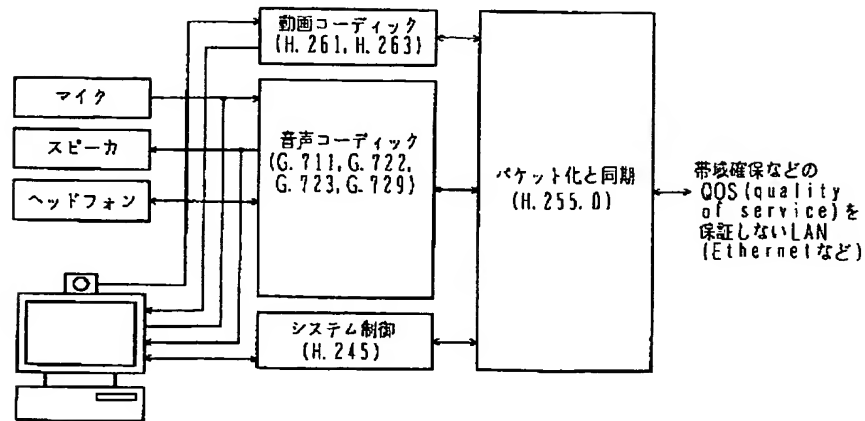 動画コーディック
(H.261, H.263)
マイク
スピーカ
ヘッドフォン
音声コーディック
(G.711, G.722,
G.723, G.729)
システム制御
(H.245)
パケット化と同期
(H.255.0)
帯域確保などの
QOS(quality
of service)を
保証しないLAN
(Ethernetなど)